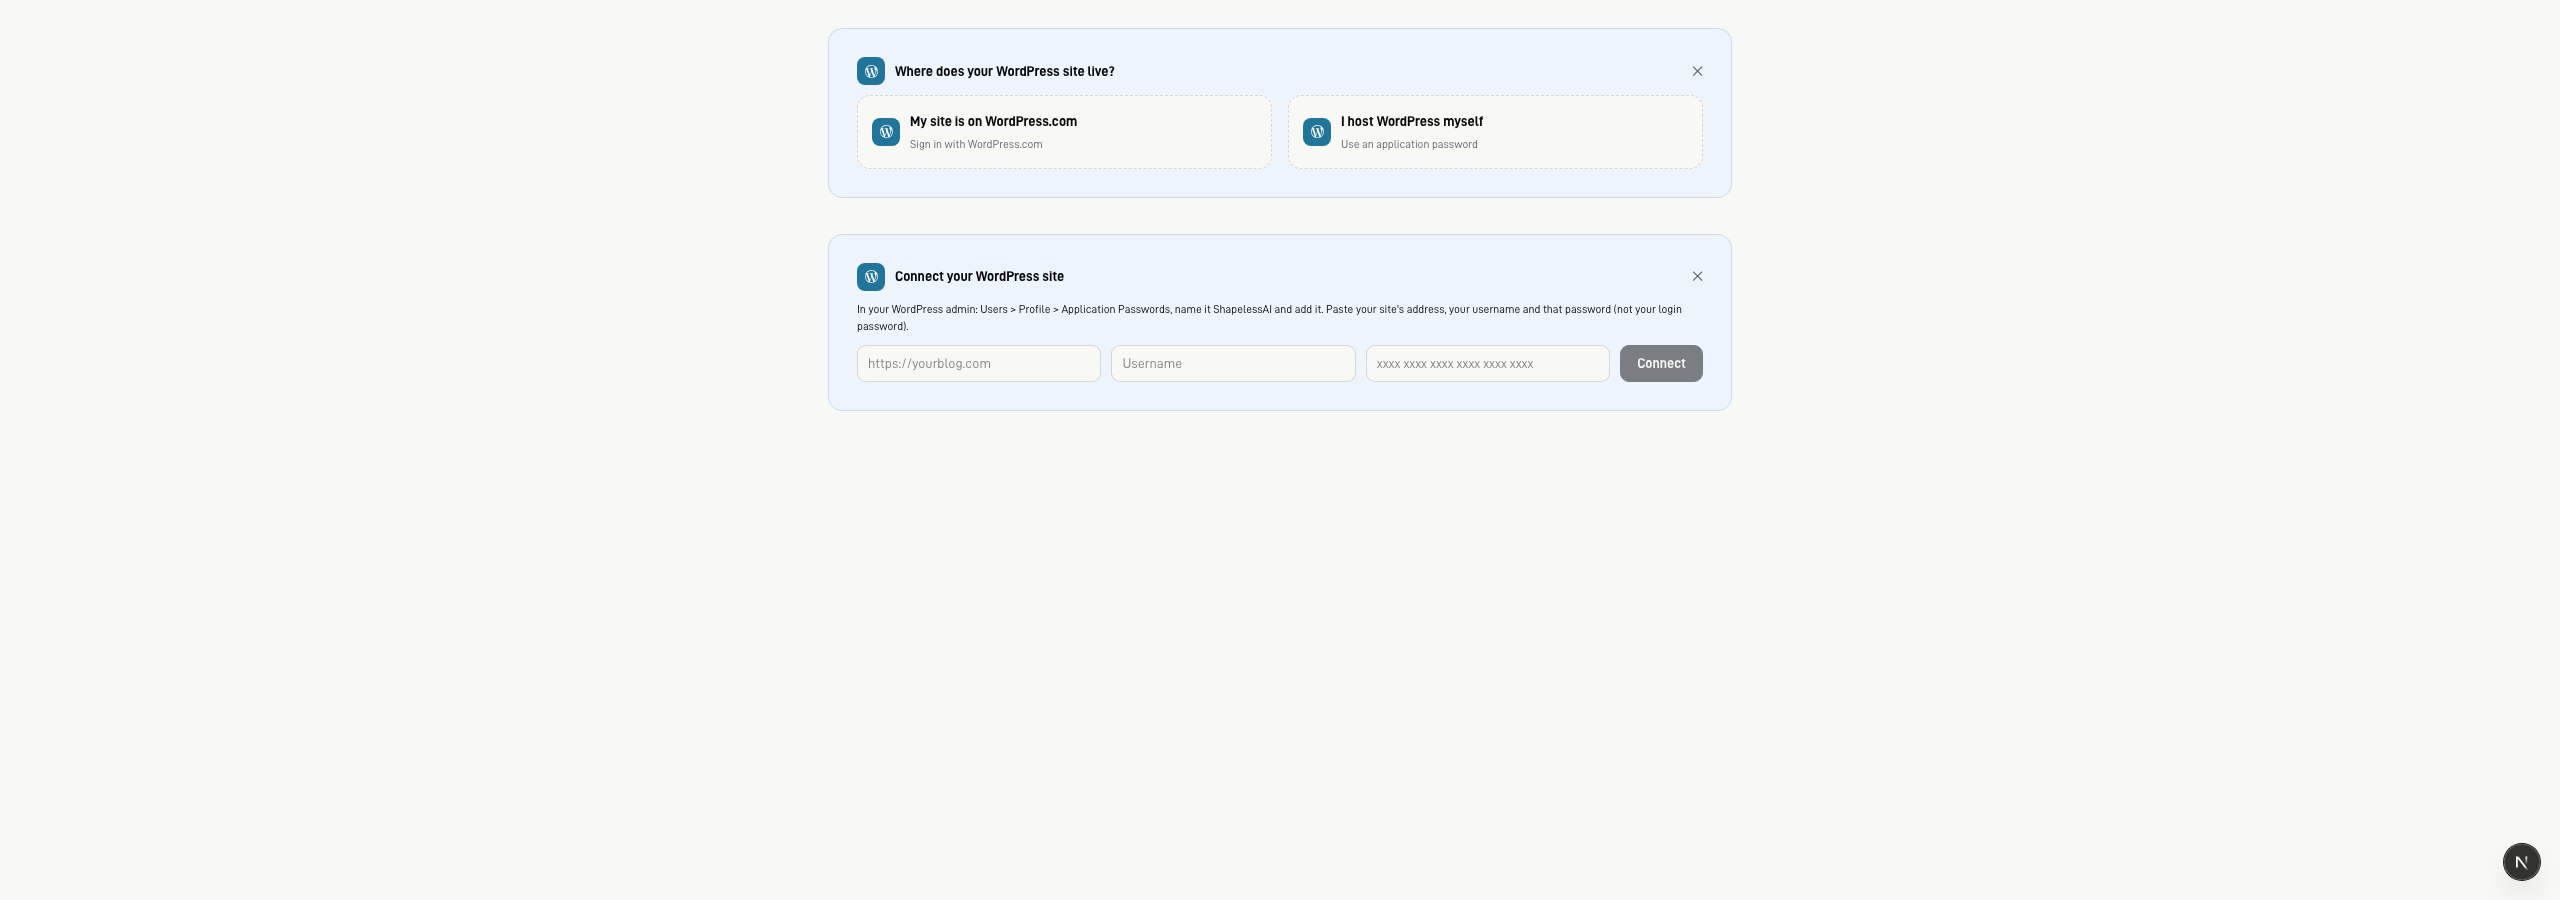 Where does your WordPress site live?
My site is on WordPress.com
Sign in with WordPress.com
I host WordPress myself
Use an application password
Connect your WordPress site
In your WordPress admin: Users > Profile > Application Passwords, name it ShapelessAI and add it. Paste your site's address, your username and that password (not your login
password).
https://yourblog.com
Username
xxxx xxxx xxxx xxxx xxxx xxxx
Connect
N